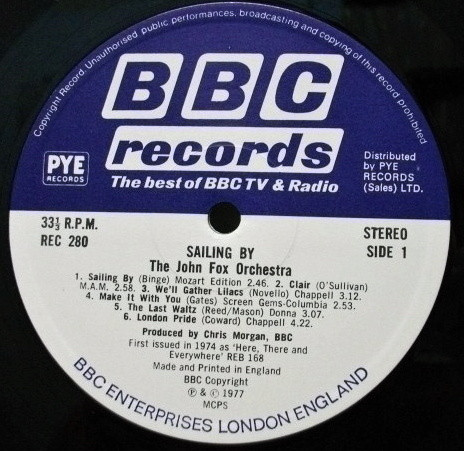 Copyright Record. Unauthorised public performances, broadcasting and copying of this record prohibited
BBC
records
The best of BBC TV & Radio
PYE
RECORDS
Distributed
by PYE
RECORDS
(Sales) LTD.
33⅓ R.P.M.
REC 280
STEREO
SIDE 1
SAILING BY
The John Fox Orchestra
1. Sailing By (Binge) Mozart Edition 2.46. 2. Clair (O'Sullivan)
M.A.M. 2.58. 3. We'll Gather Lilacs (Novello) Chappell 3.12.
4. Make It With You (Gates) Screen Gems-Columbia 2.53.
5. The Last Waltz (Reed/Mason) Donna 3.07.
6. London Pride (Coward) Chappell 4.22.
Produced by Chris Morgan, BBC
First issued in 1974 as 'Here, There and
Everywhere' REB 168
Made and Printed in England
BBC Copyright
℗ & © 1977
MCPS
BBC ENTERPRISES LONDON ENGLAND